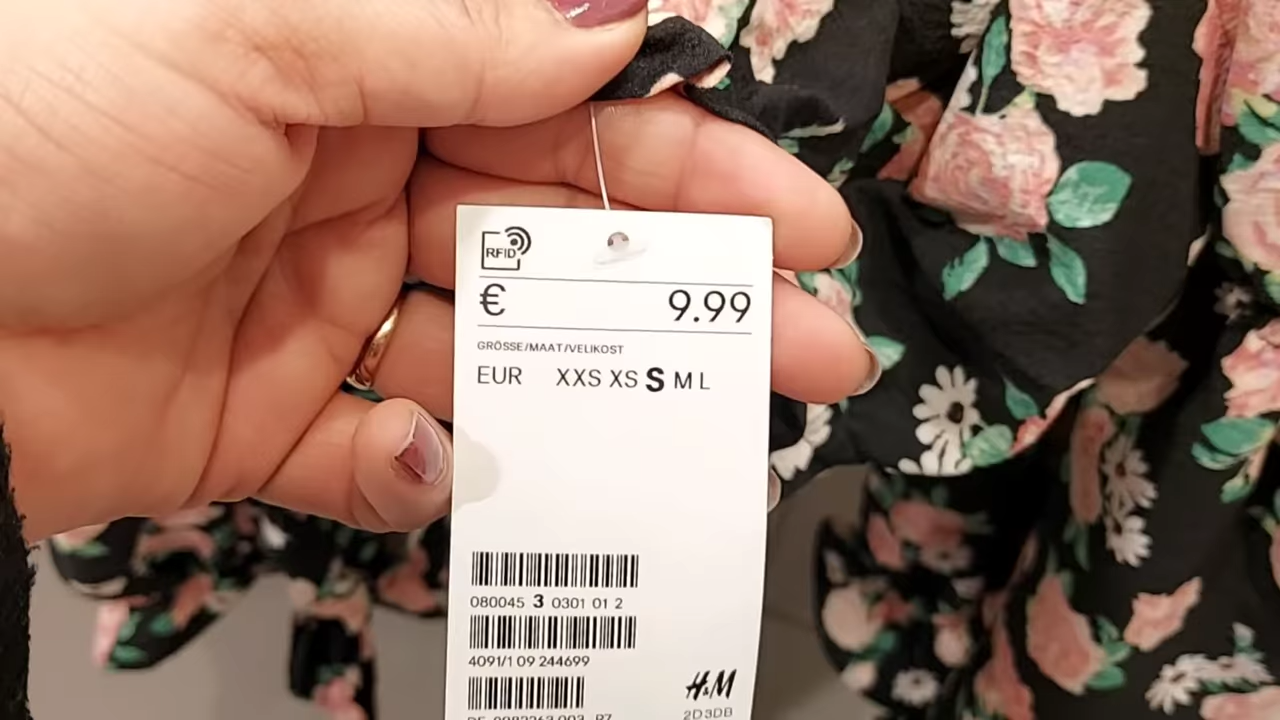 RFID
€ 9.99
GRÖSSE/MAAT/VELIKOST
EUR XXS XS S M L
080045 3 0301 01 2
4091/1 09 244699
H&M
2D3DB